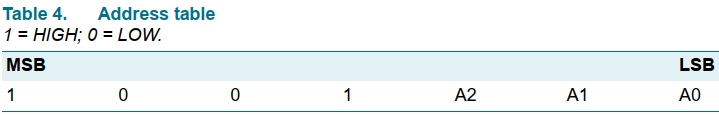 Table 4. Address table
1 = HIGH; 0 = LOW.
MSB LSB
1 0 0 1 A2 A1 A0